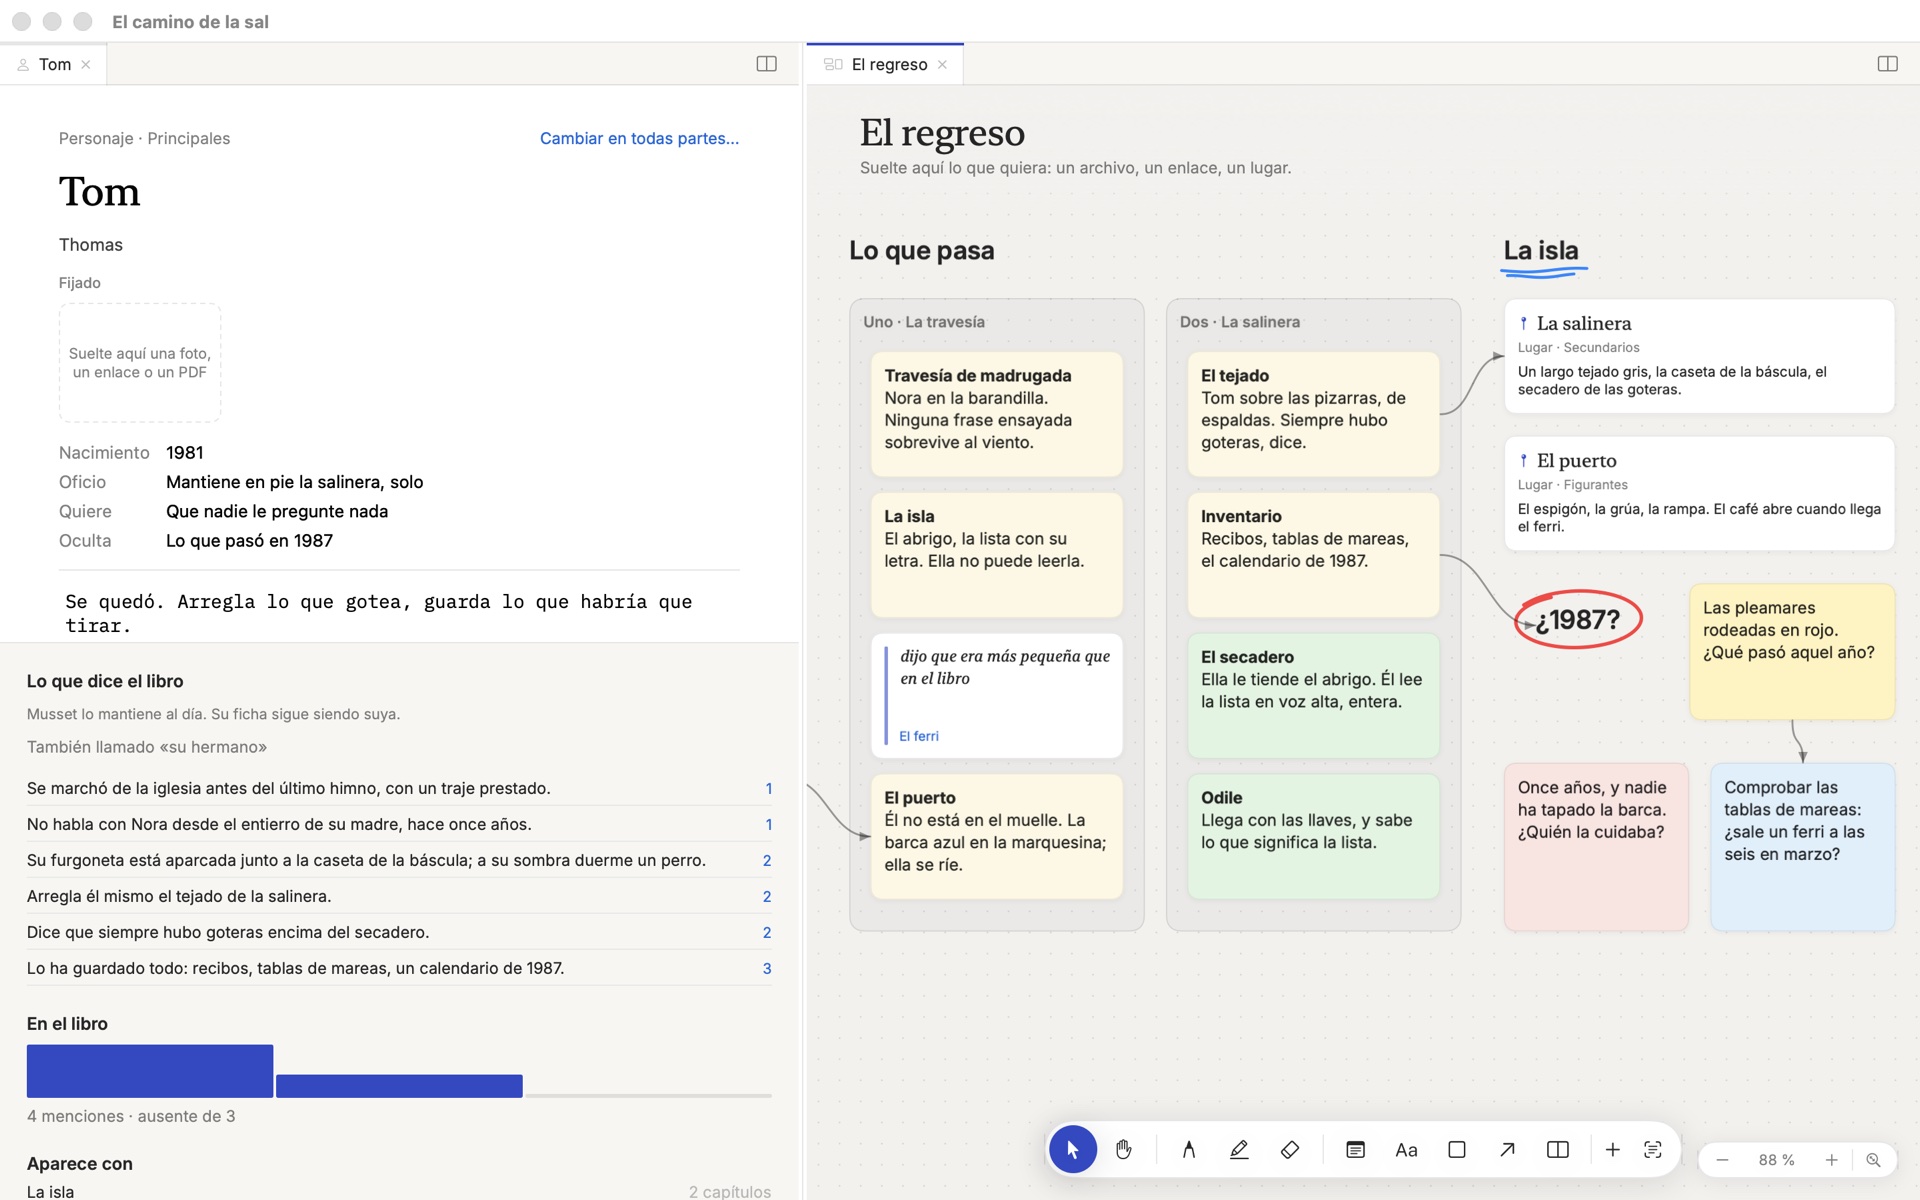 El camino de la sal
Tom
Personaje · Principales
Cambiar en todas partes...
Tom
Thomas
Fijado
Suelte aquí una foto,
un enlace o un PDF
Nacimiento 1981
Oficio Mantiene en pie la salinera, solo
Quiere Que nadie le pregunte nada
Oculta Lo que pasó en 1987
Se quedó. Arregla lo que gotea, guarda lo que habría que
tirar.
Lo que dice el libro
Musset lo mantiene al día. Su ficha sigue siendo suya.
También llamado «su hermano»
Se marchó de la iglesia antes del último himno, con un traje prestado. 1
No habla con Nora desde el entierro de su madre, hace once años. 1
Su furgoneta está aparcada junto a la caseta de la báscula; a su sombra duerme un perro. 2
Arregla él mismo el tejado de la salinera. 2
Dice que siempre hubo goteras encima del secadero. 2
Lo ha guardado todo: recibos, tablas de mareas, un calendario de 1987. 3
En el libro
4 menciones · ausente de 3
Aparece con
La isla 2 capítulos
El regreso
El regreso
Suelte aquí lo que quiera: un archivo, un enlace, un lugar.
Lo que pasa
Uno · La travesía
Travesía de madrugada
Nora en la barandilla.
Ninguna frase ensayada
sobrevive al viento.
La isla
El abrigo, la lista con su
letra. Ella no puede leerla.
dijo que era más pequeña que
en el libro
El ferri
El puerto
Él no está en el muelle. La
barca azul en la marquesina;
ella se ríe.
Dos · La salinera
El tejado
Tom sobre las pizarras, de
espaldas. Siempre hubo
goteras, dice.
Inventario
Recibos, tablas de mareas,
el calendario de 1987.
El secadero
Ella le tiende el abrigo. Él lee
la lista en voz alta, entera.
Odile
Llega con las llaves, y sabe
lo que significa la lista.
La isla
La salinera
Lugar · Secundarios
Un largo tejado gris, la caseta de la báscula, el
secadero de las goteras.
El puerto
Lugar · Figurantes
El espigón, la grúa, la rampa. El café abre cuando llega
el ferri.
¿1987?
Las pleamares
rodeadas en rojo.
¿Qué pasó aquel año?
Once años, y nadie
ha tapado la barca.
¿Quién la cuidaba?
Comprobar las
tablas de mareas:
¿sale un ferri a las
seis en marzo?
Aa
88 %